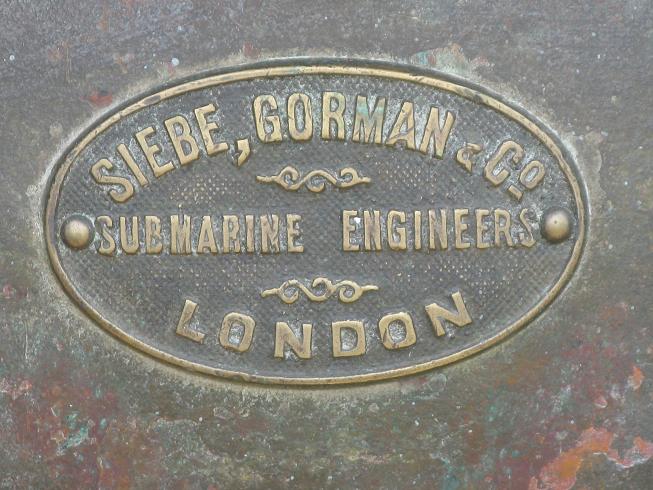 SIEBE, GORMAN & Co
SUBMARINE ENGINEERS
LONDON